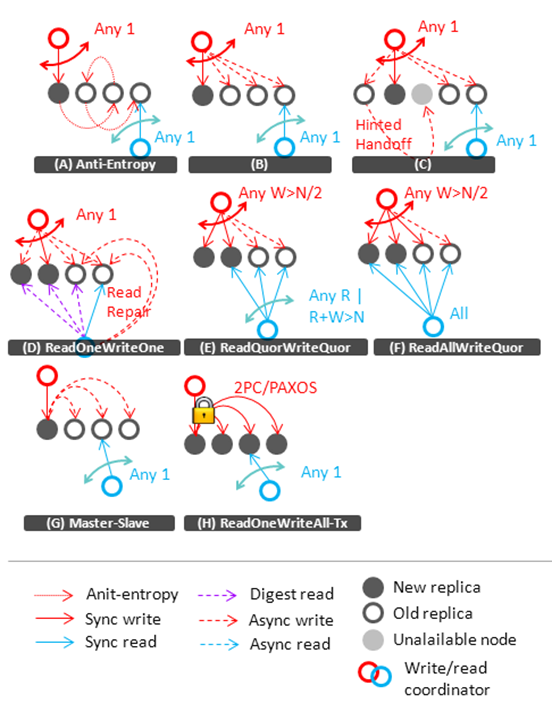 Any 1
Any 1
Any 1
Any 1
Any 1
Hinted
Handoff
Any 1
(A) Anti-Entropy
(B)
(C)
Any 1
Any W>N/2
Any W>N/2
Read
Repair
Any R |
R+W>N
All
(D) ReadOneWriteOne
(E) ReadQuorWriteQuor
(F) ReadAllWriteQuor
2PC/PAXOS
Any 1
Any 1
(G) Master-Slave
(H) ReadOneWriteAll-Tx
Anit-entropy
Digest read
New replica
Sync write
Async write
Old replica
Sync read
Async read
Unalailable node
Write/read
coordinator